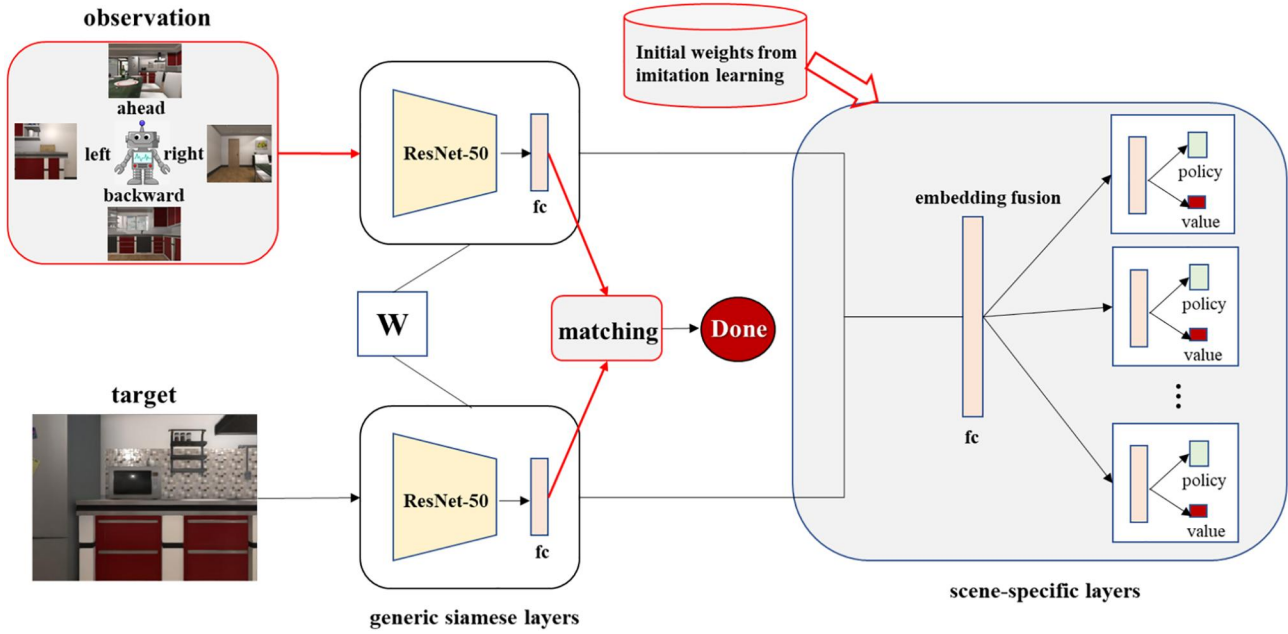 observation
ahead
left
right
backward
ResNet-50
fc
Initial weights from
imitation learning
W
matching
Done
target
ResNet-50
fc
generic siamese layers
embedding fusion
fc
policy
value
policy
value
...
policy
value
scene-specific layers